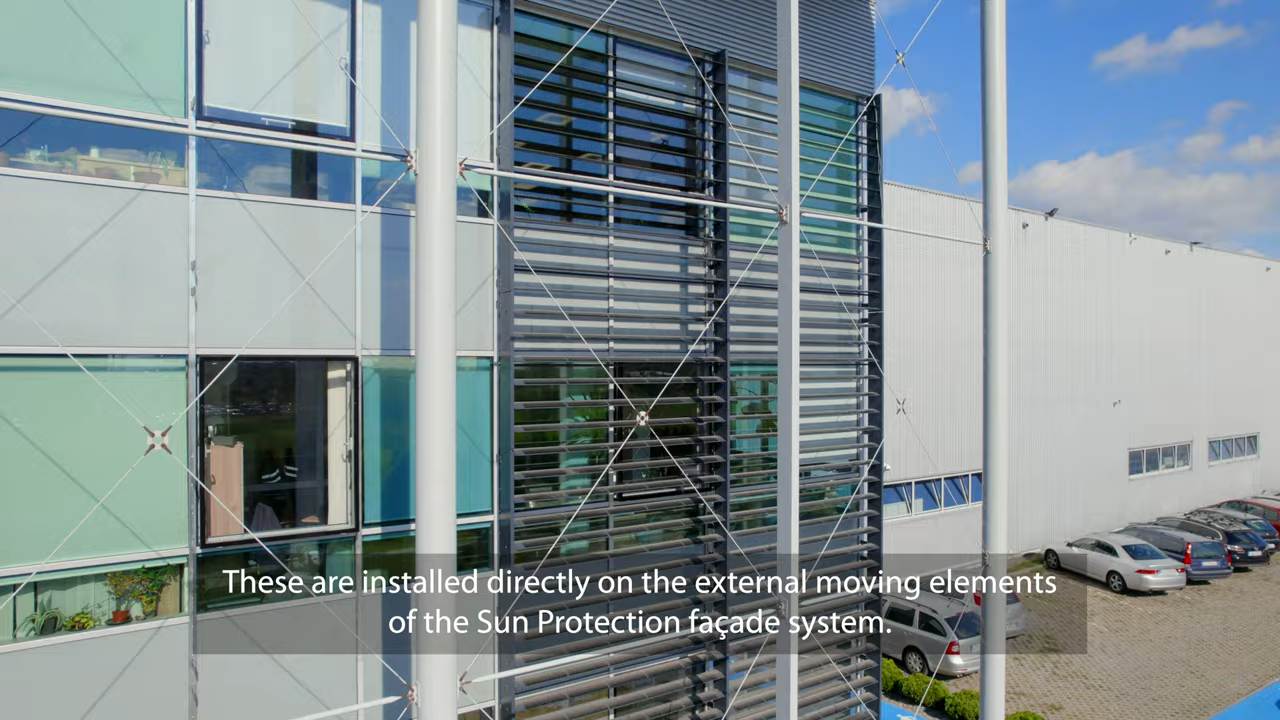 These are installed directly on the external moving elements
of the Sun Protection façade system.